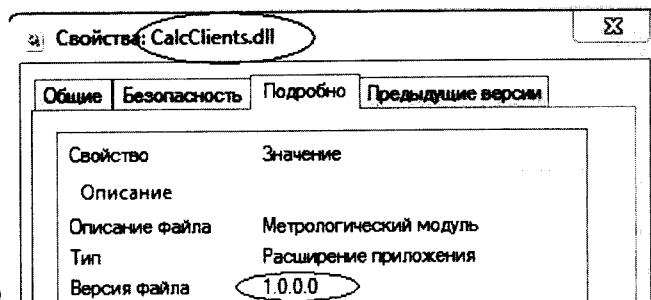 Свойства: CalcClients.dll
Общие Безопасность Подробно Предыдущие версии
Свойство Значение
Описание
Описание файла Метрологический модуль
Тип Расширение приложения
Версия файла 1.0.0.0